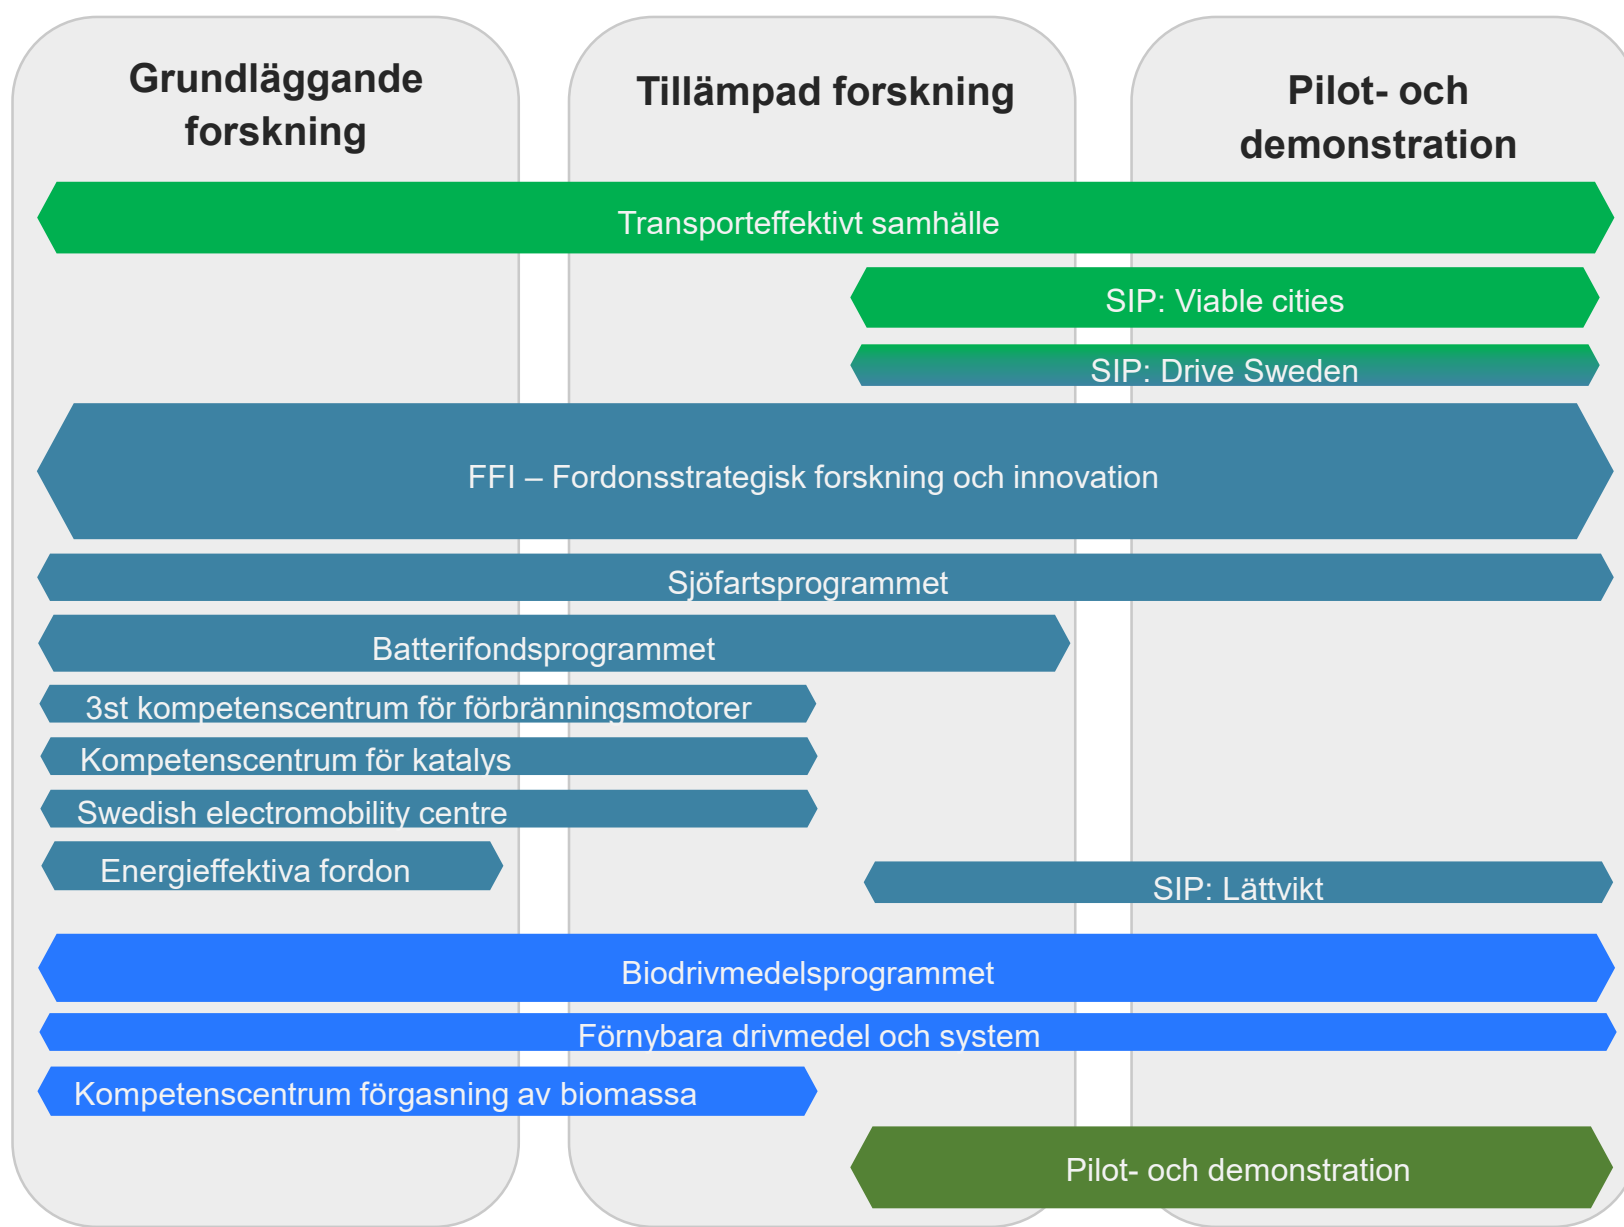 Grundläggande
forskning
Tillämpad forskning
Pilot- och
demonstration
Transporteffektivt samhälle
SIP: Viable cities
SIP: Drive Sweden
FFI – Fordonsstrategisk forskning och innovation
Sjöfartsprogrammet
Batterifondsprogrammet
3st kompetenscentrum för förbränningsmotorer
Kompetenscentrum för katalys
Swedish electromobility centre
Energieffektiva fordon
SIP: Lättvikt
Biodrivmedelsprogrammet
Förnybara drivmedel och system
Kompetenscentrum förgasning av biomassa
Pilot- och demonstration